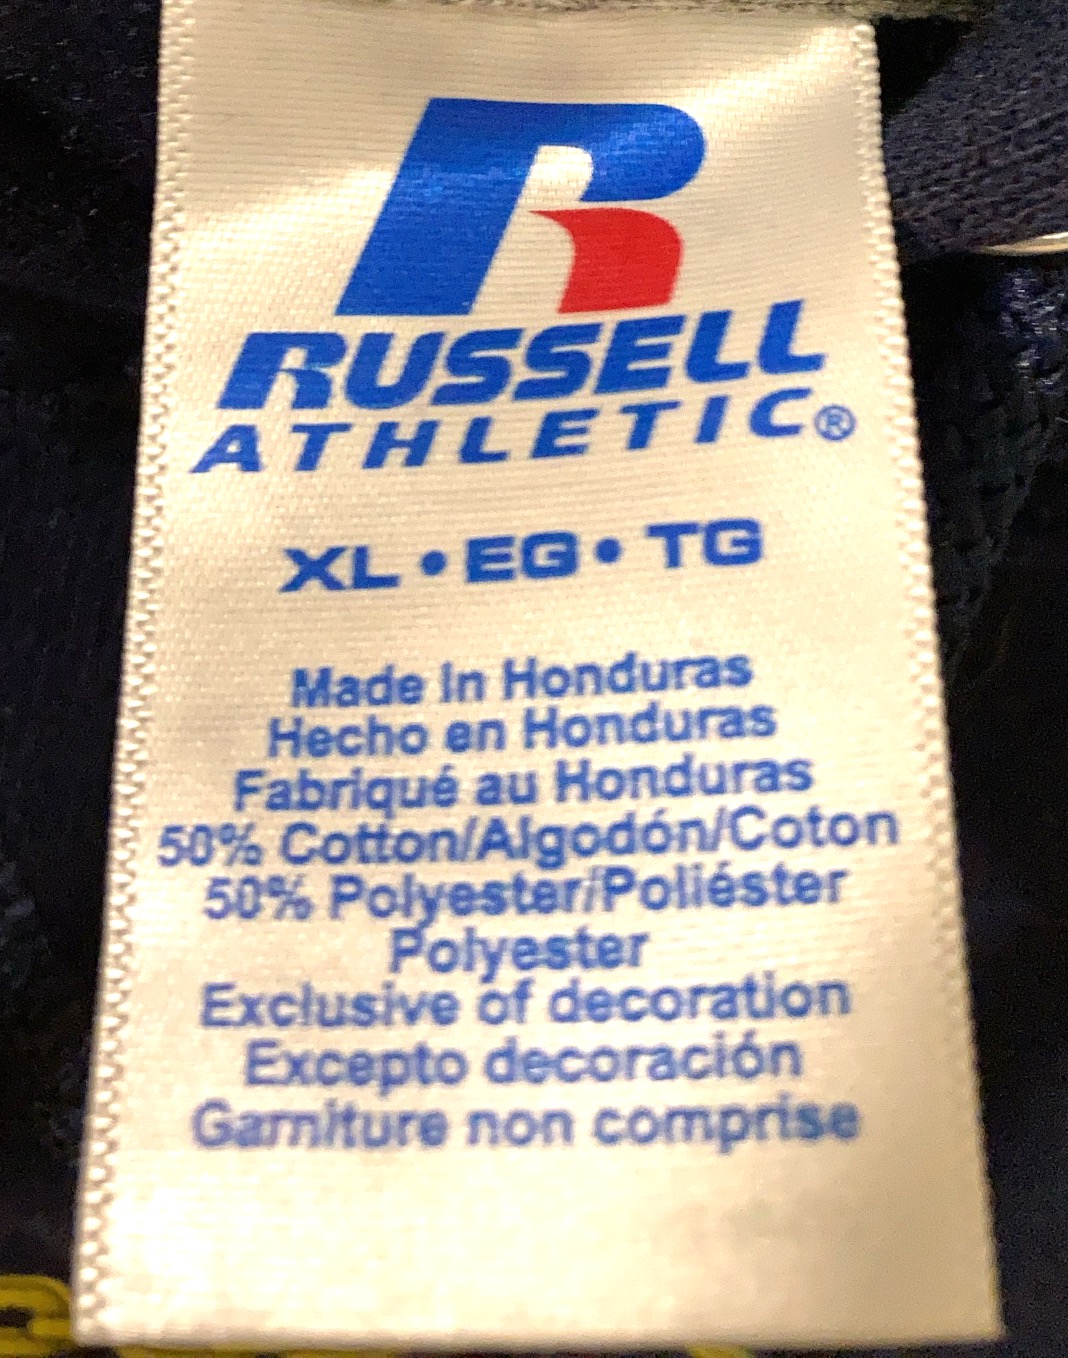 RUSSELL
ATHLETIC®
XL • EG • TG
Made In Honduras
Hecho en Honduras
Fabriqué au Honduras
50% Cotton/Algodón/Coton
50% Polyester/Poliéster
Polyester
Exclusive of decoration
Excepto decoración
Garniture non comprise